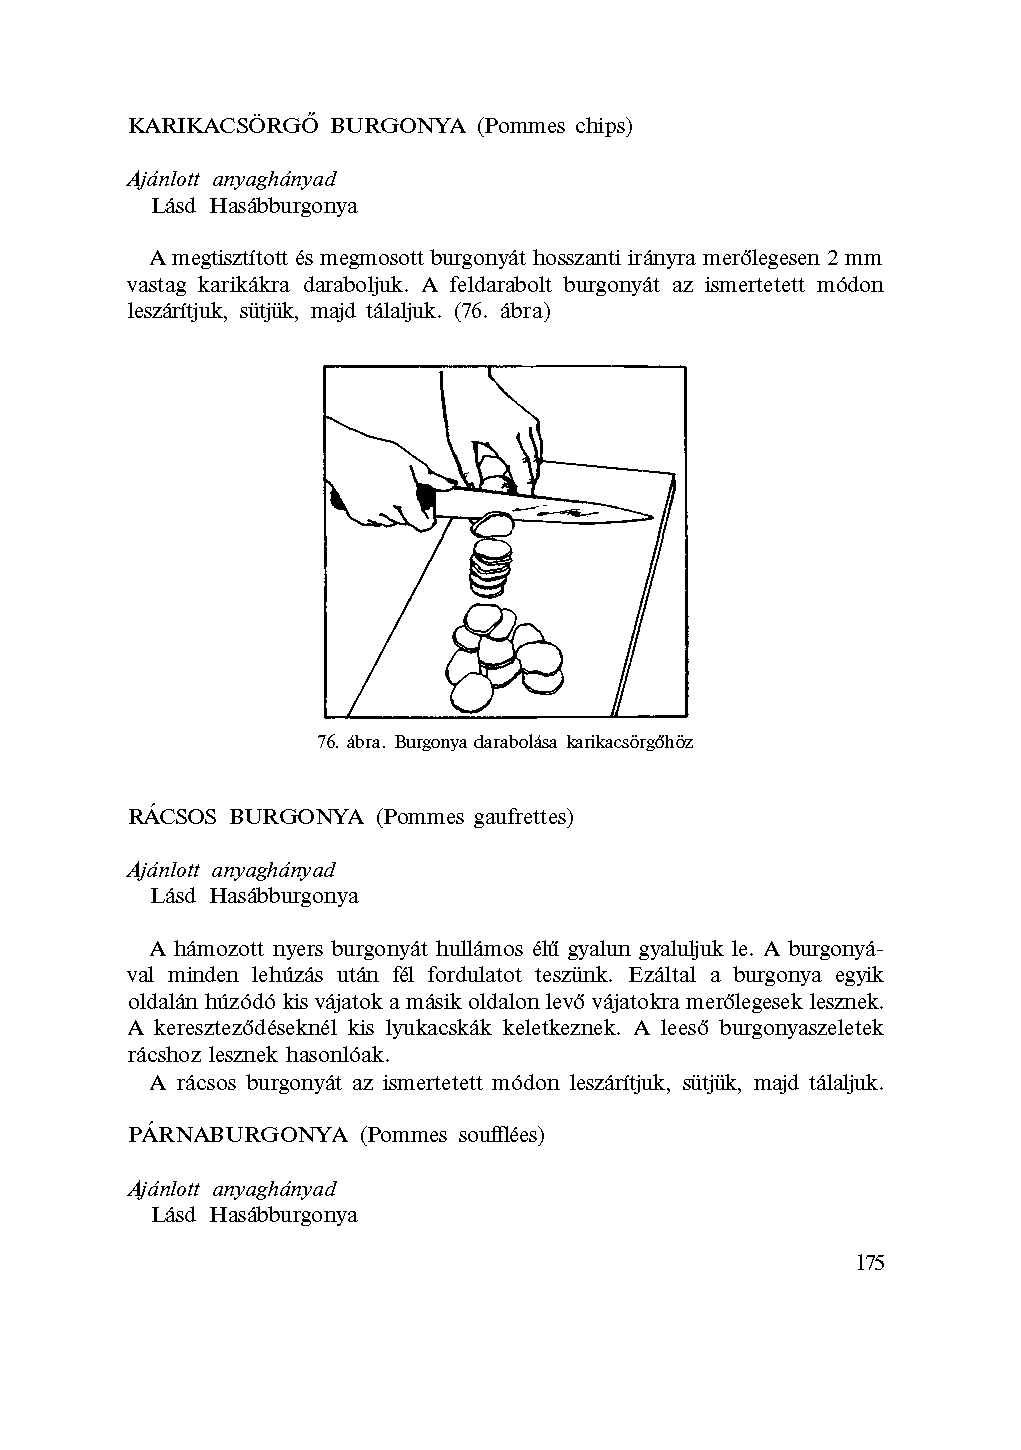 KARIKACSÖRGŐ BURGONYA (Pommes chips)
Ajánlott anyaghányad
Lásd Hasábburgonya
A megtisztított és megmosott burgonyát hosszanti irányra merőlegesen 2 mm
vastag karikákra daraboljuk. A feldarabolt burgonyát az ismertetett módon
leszárítjuk, sütjük, majd tálaljuk. (76. ábra)
76. ábra. Burgonya darabolása karikacsörgőhöz
RÁCSOS BURGONYA (Pommes gaufrettes)
Ajánlott anyaghányad
Lásd Hasábburgonya
A hámozott nyers burgonyát hullámos élű gyalun gyaluljuk le. A burgonyá-
val minden lehúzás után fél fordulatot teszünk. Ezáltal a burgonya egyik
oldalán húzódó kis vájatok a másik oldalon levő vájatokra merőlegesek lesznek.
A kereszteződéseknél kis lyukacskák keletkeznek. A leeső burgonyaszeletek
rácshoz lesznek hasonlóak.
A rácsos burgonyát az ismertetett módon leszárítjuk, sütjük, majd tálaljuk.
PÁRNABURGONYA (Pommes soufflées)
Ajánlott anyaghányad
Lásd Hasábburgonya
175